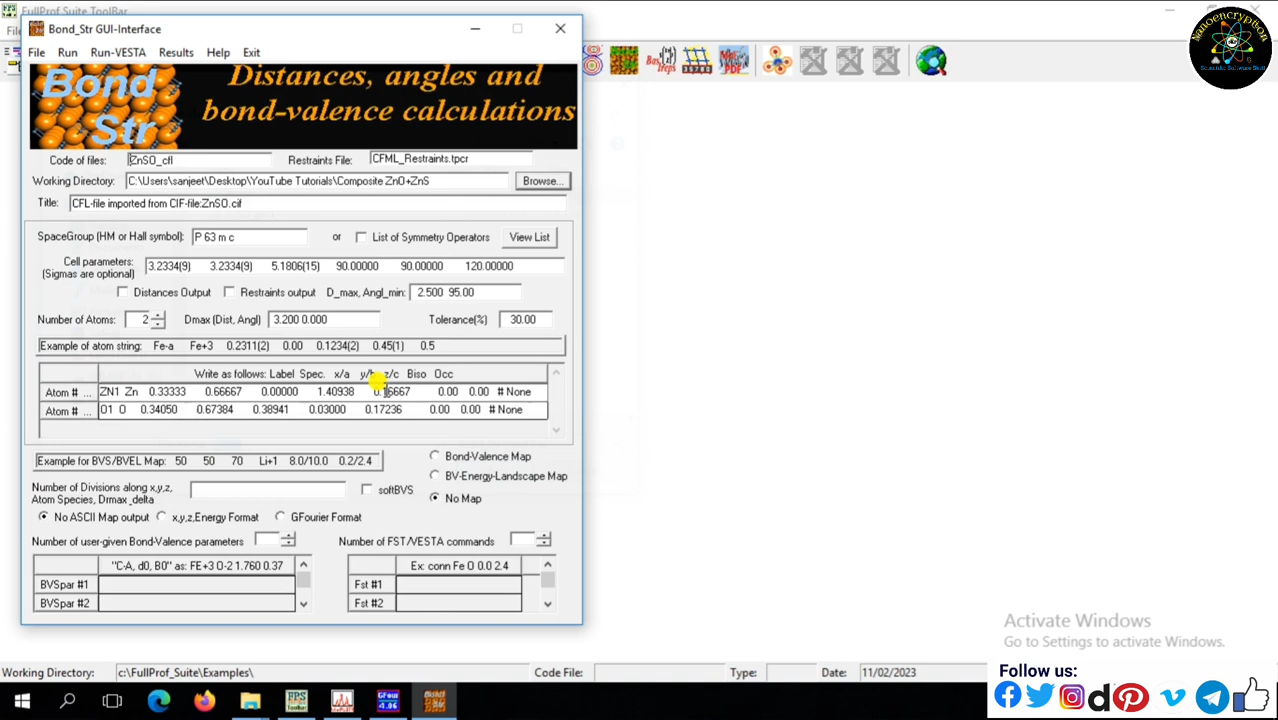 FullProf Suite ToolBar
Bond_Str GUI-Interface
File Run Run-VESTA Results Help Exit
Bond Str
Distances, angles and
bond-valence calculations
Code of files: ZnSO_cfl Restraints File: CFML_Restraints.tpcr
Working Directory: C:\Users\sanjeet\Desktop\YouTube Tutorials\Composite ZnO+ZnS Browse...
Title: CFL-file imported from CIF-file:ZnSO.cif
SpaceGroup (HM or Hall symbol): P 63 m c or List of Symmetry Operators View List
Cell parameters: 3.2334(9) 3.2334(9) 5.1806(15) 90.00000 90.00000 120.00000
(Sigmas are optional)
Distances Output Restraints output D_max, Angl_min: 2.500 95.00
Number of Atoms: 2 Dmax (Dist, Angl) 3.200 0.000 Tolerance(%) 30.00
Example of atom string: Fe-a Fe+3 0.2311(2) 0.00 0.1234(2) 0.45(1) 0.5
Write as follows: Label Spec. x/a y/b z/c Biso Occ
Atom # ... ZN1 Zn 0.33333 0.66667 0.00000 1.40938 0.16667 0.00 0.00 # None
Atom # ... O1 O 0.34050 0.67384 0.38941 0.03000 0.17236 0.00 0.00 # None
Example for BVS/BVEL Map: 50 50 70 Li+1 8.0/10.0 0.2/2.4
Bond-Valence Map
BV-Energy-Landscape Map
No Map
Number of Divisions along x,y,z,
Atom Species, Drmax_delta
softBVS
No ASCII Map output x,y,z,Energy Format GFourier Format
Number of user-given Bond-Valence parameters Number of FST/VESTA commands
"C-A, d0, B0" as: FE+3 O-2 1.760 0.37 Ex: conn Fe O 0.0 2.4
BVSpar #1 Fst #1
BVSpar #2 Fst #2
Activate Windows
Go to Settings to activate Windows.
Working Directory: c:\FullProf_Suite\Examples\ Code File: Type: Date: 11/02/2023
Follow us:
Nanoencryption
Scientific Software Skill